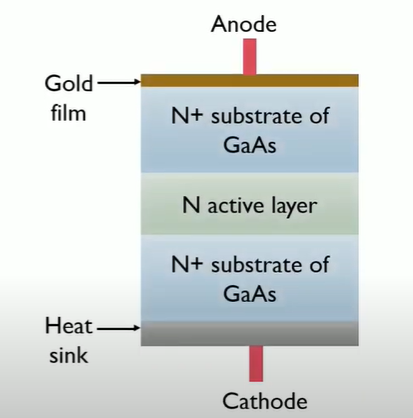 Anode
Gold
film
N+ substrate of
GaAs
N active layer
N+ substrate of
GaAs
Heat
sink
Cathode